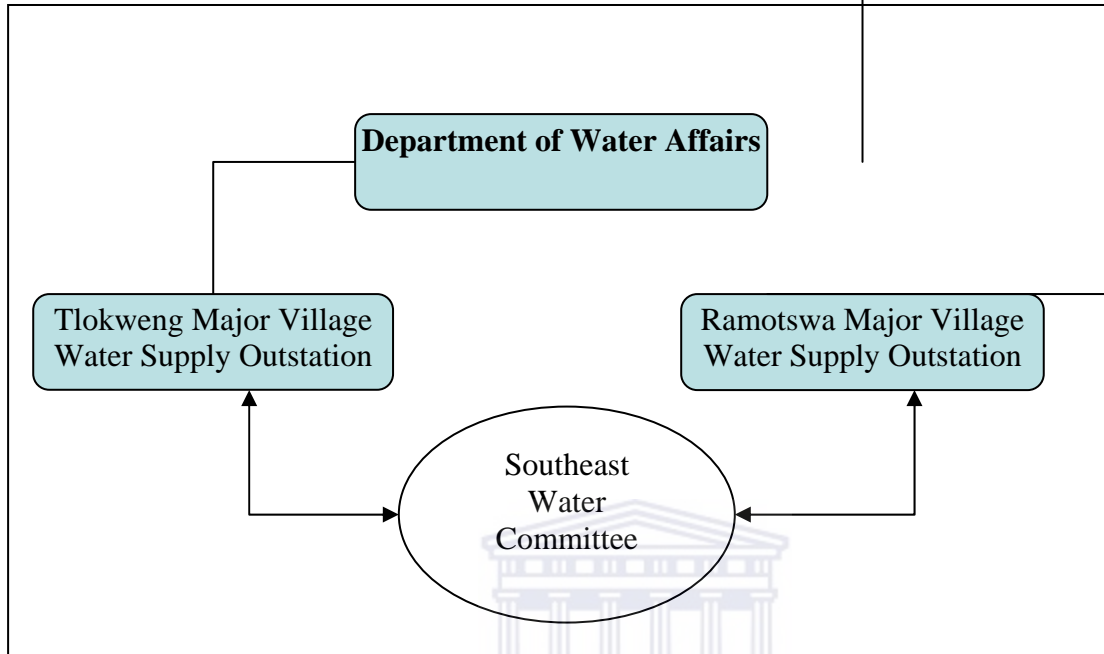 Department of Water Affairs
Tlokweng Major Village
Water Supply Outstation
Ramotswa Major Village
Water Supply Outstation
Southeast
Water
Committee